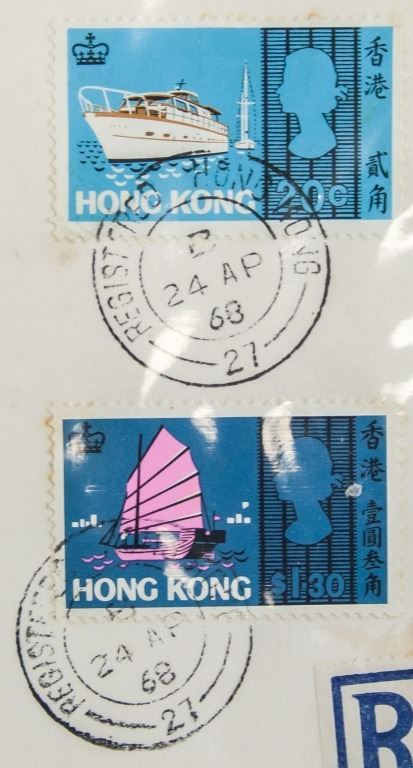 香港 貳角
HONG KONG
20c
REGISTERED HONG KONG
D
24 AP
68
27
香港 壹圓叁角
HONG KONG
$1·30
24 AP
68
27
R